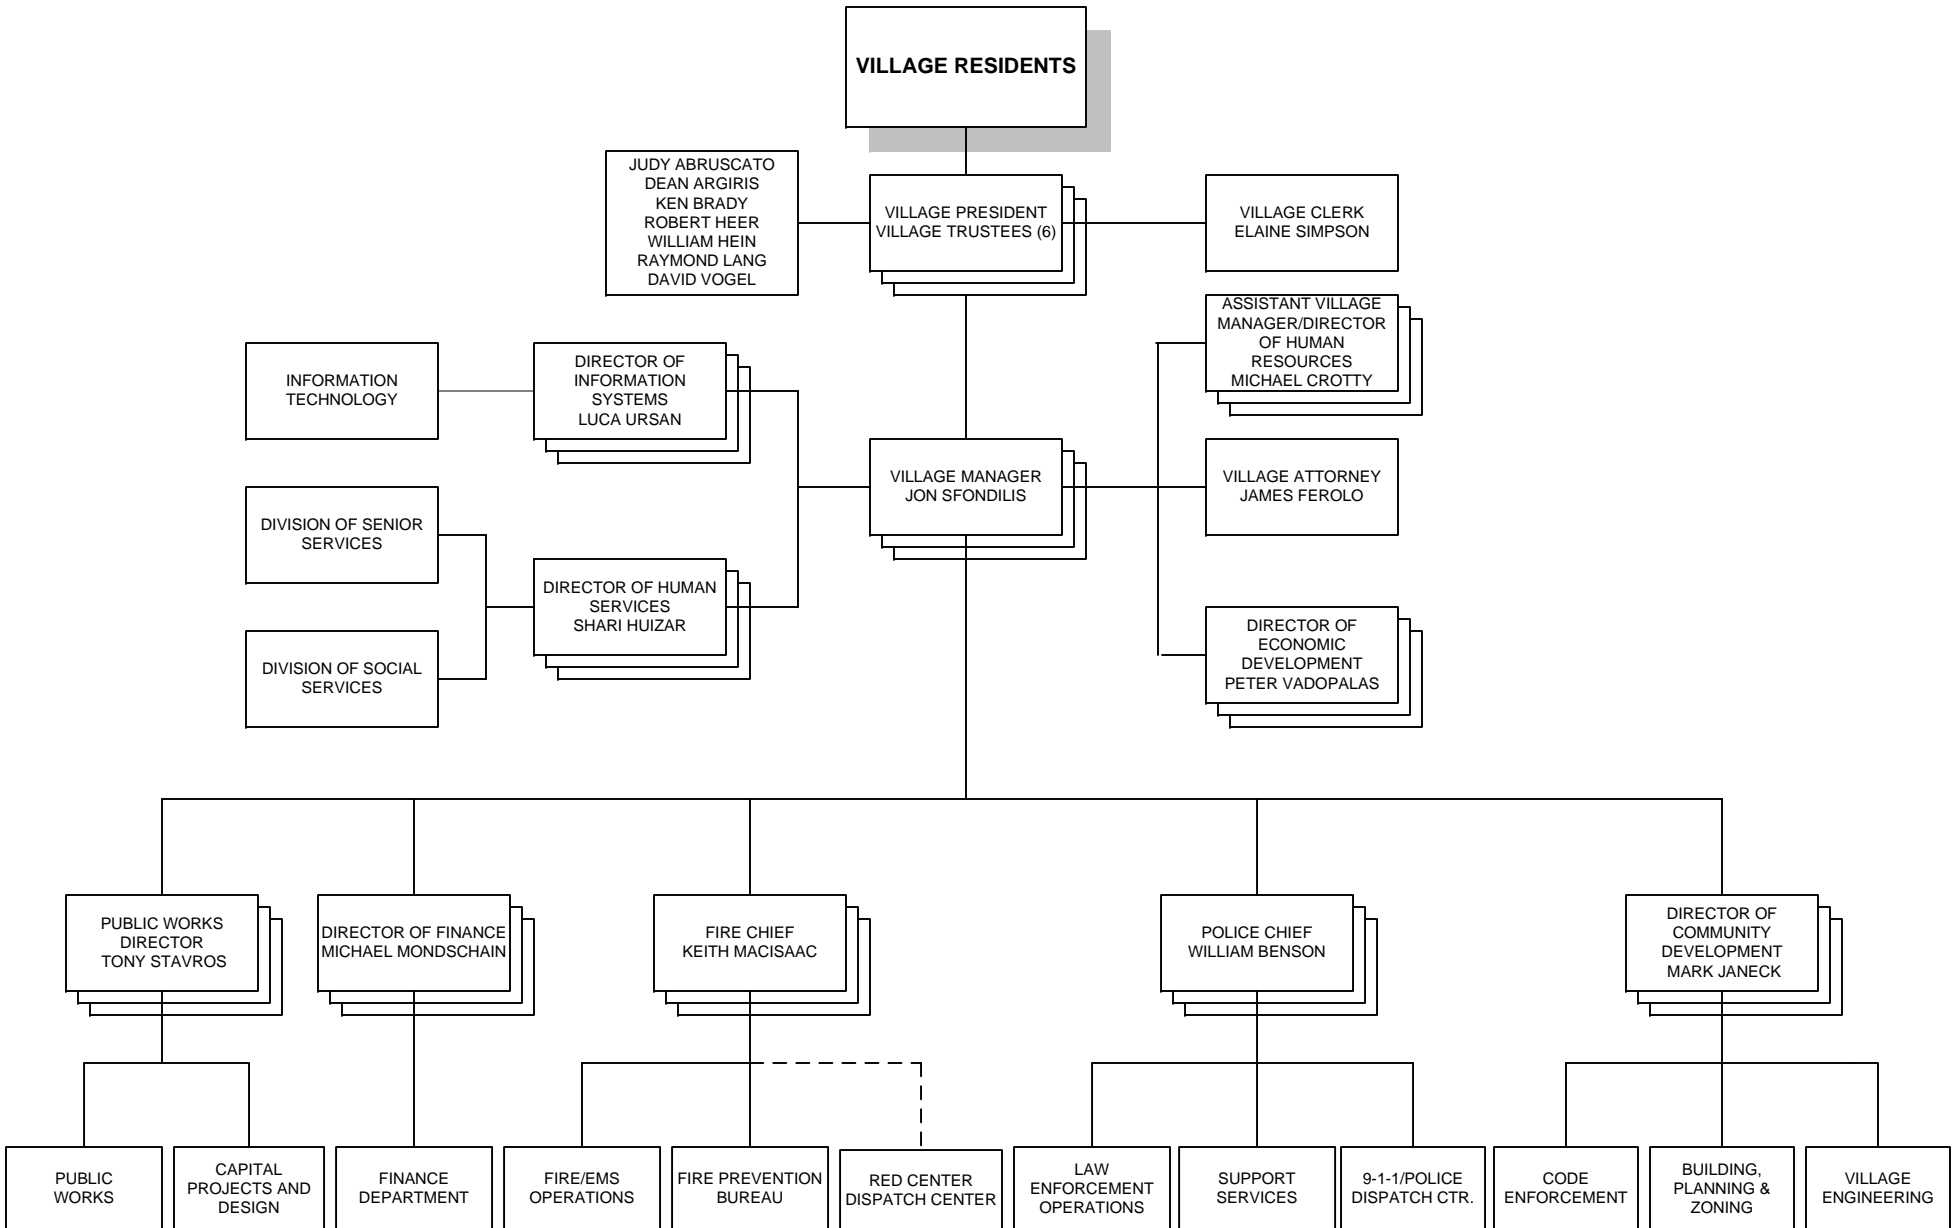 VILLAGE RESIDENTS
JUDY ABRUSCATO
DEAN ARGIRIS
KEN BRADY
ROBERT HEER
WILLIAM HEIN
RAYMOND LANG
DAVID VOGEL
VILLAGE PRESIDENT
VILLAGE TRUSTEES (6)
VILLAGE CLERK
ELAINE SIMPSON
INFORMATION
TECHNOLOGY
DIRECTOR OF
INFORMATION
SYSTEMS
LUCA URSAN
ASSISTANT VILLAGE
MANAGER/DIRECTOR
OF HUMAN
RESOURCES
MICHAEL CROTTY
VILLAGE MANAGER
JON SFONDILIS
VILLAGE ATTORNEY
JAMES FEROLO
DIVISION OF SENIOR
SERVICES
DIRECTOR OF HUMAN
SERVICES
SHARI HUIZAR
DIVISION OF SOCIAL
SERVICES
DIRECTOR OF
ECONOMIC
DEVELOPMENT
PETER VADOPALAS
PUBLIC WORKS
DIRECTOR
TONY STAVROS
DIRECTOR OF FINANCE
MICHAEL MONDSCHAIN
FIRE CHIEF
KEITH MACISAAC
POLICE CHIEF
WILLIAM BENSON
DIRECTOR OF
COMMUNITY
DEVELOPMENT
MARK JANECK
PUBLIC
WORKS
CAPITAL
PROJECTS AND
DESIGN
FINANCE
DEPARTMENT
FIRE/EMS
OPERATIONS
FIRE PREVENTION
BUREAU
RED CENTER
DISPATCH CENTER
LAW
ENFORCEMENT
OPERATIONS
SUPPORT
SERVICES
9-1-1/POLICE
DISPATCH CTR.
CODE
ENFORCEMENT
BUILDING,
PLANNING &
ZONING
VILLAGE
ENGINEERING